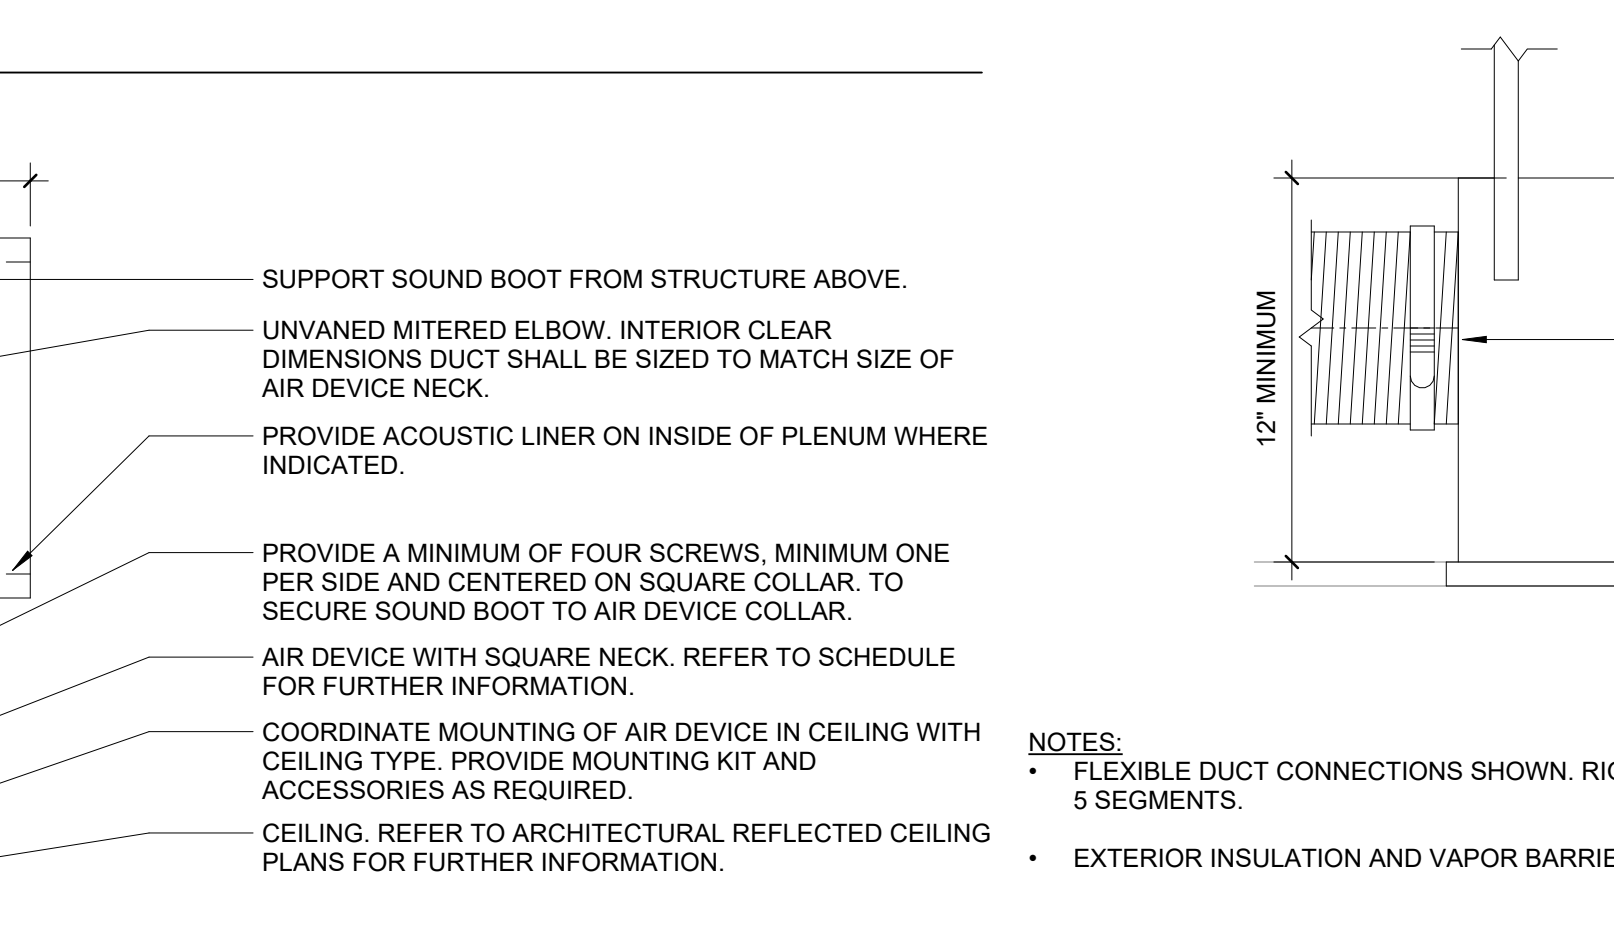 SUPPORT SOUND BOOT FROM STRUCTURE ABOVE.
UNVANED MITERED ELBOW. INTERIOR CLEAR
DIMENSIONS DUCT SHALL BE SIZED TO MATCH SIZE OF
AIR DEVICE NECK.
PROVIDE ACOUSTIC LINER ON INSIDE OF PLENUM WHERE
INDICATED.
PROVIDE A MINIMUM OF FOUR SCREWS, MINIMUM ONE
PER SIDE AND CENTERED ON SQUARE COLLAR. TO
SECURE SOUND BOOT TO AIR DEVICE COLLAR.
AIR DEVICE WITH SQUARE NECK. REFER TO SCHEDULE
FOR FURTHER INFORMATION.
COORDINATE MOUNTING OF AIR DEVICE IN CEILING WITH
CEILING TYPE. PROVIDE MOUNTING KIT AND
ACCESSORIES AS REQUIRED.
CEILING. REFER TO ARCHITECTURAL REFLECTED CEILING
PLANS FOR FURTHER INFORMATION.
12" MINIMUM
NOTES:
• FLEXIBLE DUCT CONNECTIONS SHOWN.
5 SEGMENTS.
• EXTERIOR INSULATION AND VAPOR